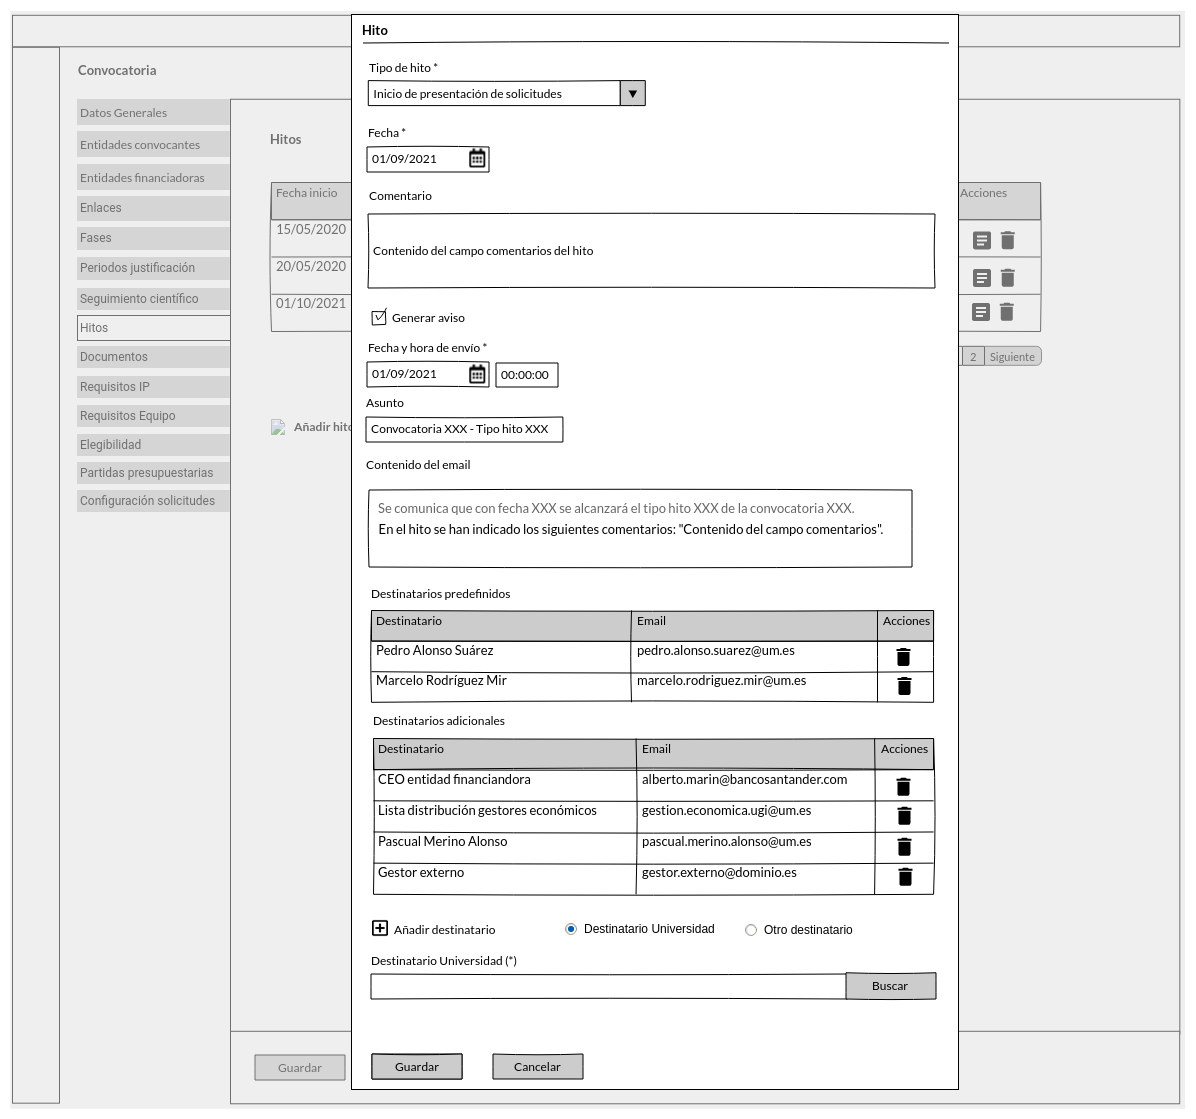 Hito
Convocatoria
Datos Generales
Entidades convocantes
Entidades financiadoras
Enlaces
Fases
Periodos justificación
Seguimiento científico
Hitos
Documentos
Requisitos IP
Requisitos Equipo
Elegibilidad
Partidas presupuestarias
Configuración solicitudes
Hitos
Fecha inicio
Acciones
15/05/2020
20/05/2020
01/10/2021
2 Siguiente
Añadir hito
Guardar
Tipo de hito *
Inicio de presentación de solicitudes
Fecha *
01/09/2021
Comentario
Contenido del campo comentarios del hito
Generar aviso
Fecha y hora de envío *
01/09/2021 00:00:00
Asunto
Convocatoria XXX - Tipo hito XXX
Contenido del email
Se comunica que con fecha XXX se alcanzará el tipo hito XXX de la convocatoria XXX.
En el hito se han indicado los siguientes comentarios: "Contenido del campo comentarios".
Destinatarios predefinidos
Destinatario Email Acciones
Pedro Alonso Suárez pedro.alonso.suarez@um.es
Marcelo Rodríguez Mir marcelo.rodriguez.mir@um.es
Destinatarios adicionales
Destinatario Email Acciones
CEO entidad financiandora alberto.marin@bancosantander.com
Lista distribución gestores económicos gestion.economica.ugi@um.es
Pascual Merino Alonso pascual.merino.alonso@um.es
Gestor externo gestor.externo@dominio.es
Añadir destinatario Destinatario Universidad Otro destinatario
Destinatario Universidad (*)
Buscar
Guardar Cancelar